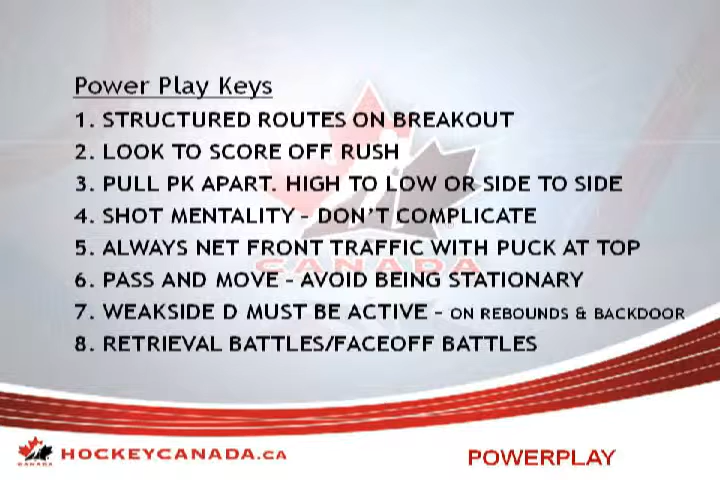 Power Play Keys
1. STRUCTURED ROUTES ON BREAKOUT
2. LOOK TO SCORE OFF RUSH
3. PULL PK APART. HIGH TO LOW OR SIDE TO SIDE
4. SHOT MENTALITY - DON'T COMPLICATE
5. ALWAYS NET FRONT TRAFFIC WITH PUCK AT TOP
CANADA
6. PASS AND MOVE - AVOID BEING STATIONARY
7. WEAKSIDE D MUST BE ACTIVE - ON REBOUNDS & BACKDOOR
8. RETRIEVAL BATTLES/FACEOFF BATTLES
CANADA
HOCKEYCANADA.CA
POWERPLAY